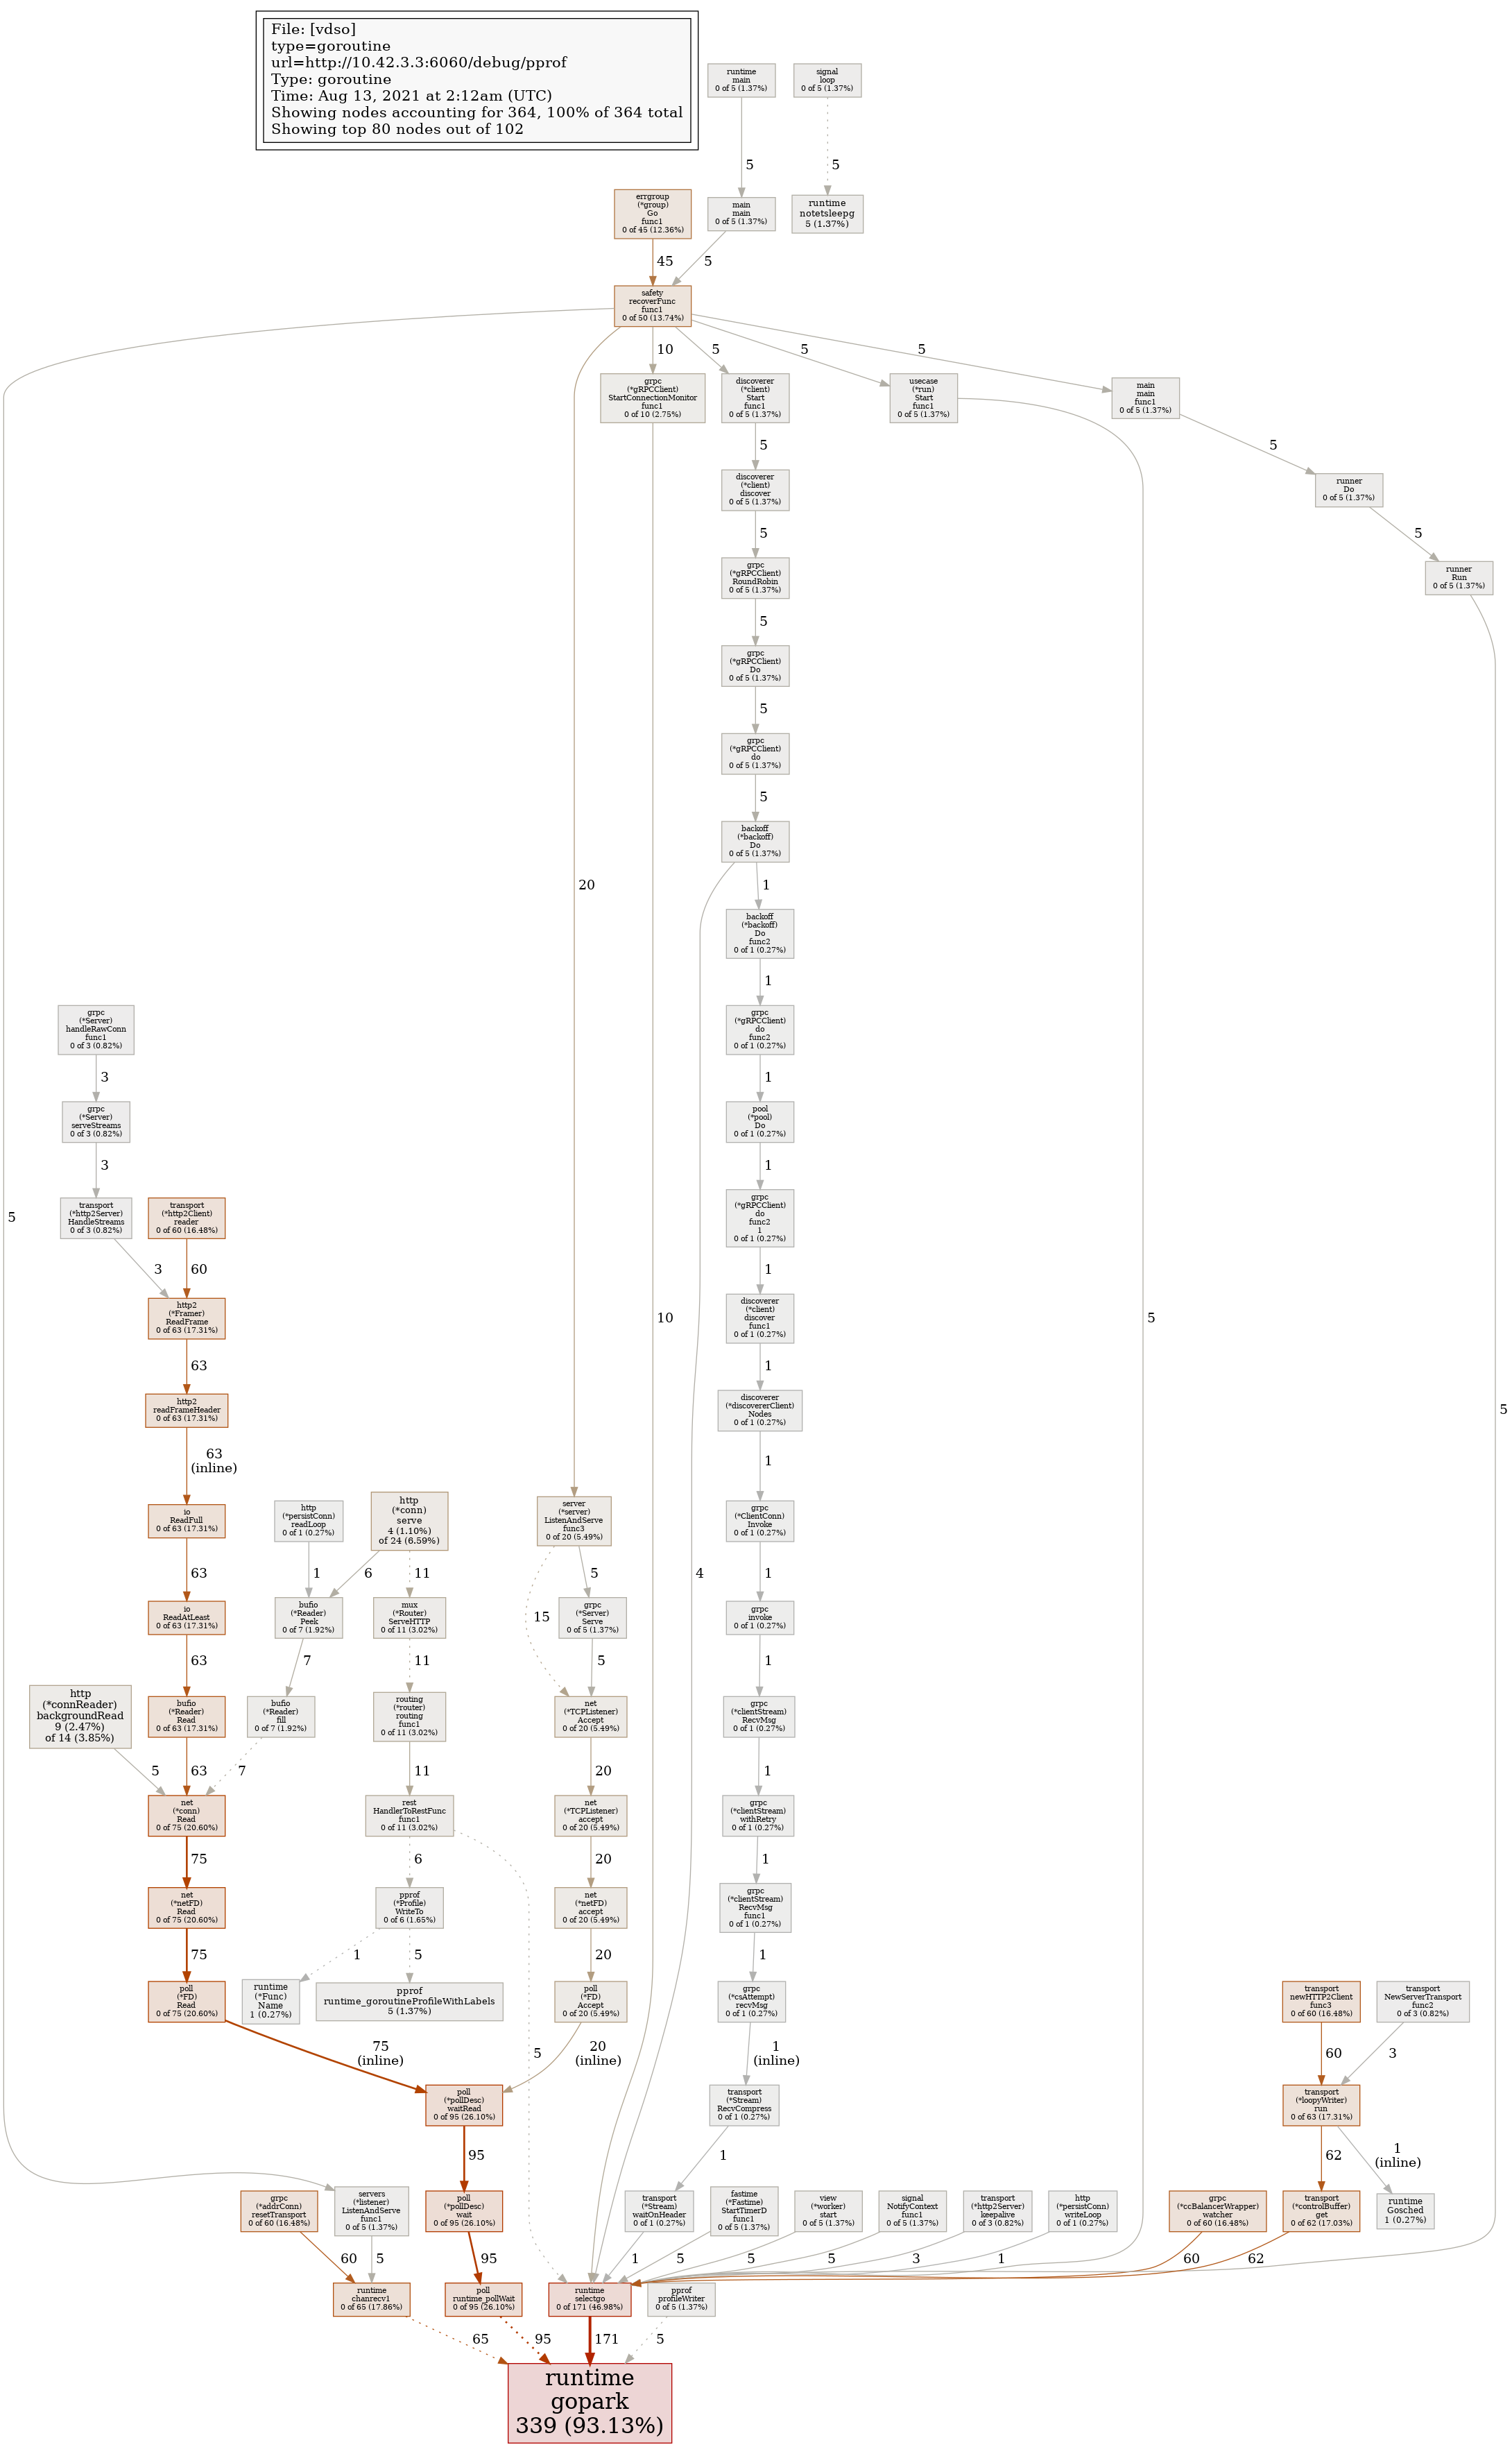 File: [vdso]
type=goroutine
url=http://10.42.3.3:6060/debug/pprof
Type: goroutine
Time: Aug 13, 2021 at 2:12am (UTC)
Showing nodes accounting for 364, 100% of 364 total
Showing top 80 nodes out of 102
runtime
main
0 of 5 (1.37%)
signal
loop
0 of 5 (1.37%)
5
5
errgroup
(*group)
Go
func1
0 of 45 (12.36%)
main
main
0 of 5 (1.37%)
runtime
notetsleepg
5 (1.37%)
45
5
safety
recoverFunc
func1
0 of 50 (13.74%)
10
5
5
5
grpc
(*gRPCClient)
StartConnectionMonitor
func1
0 of 10 (2.75%)
discoverer
(*client)
Start
func1
0 of 5 (1.37%)
usecase
(*run)
Start
func1
0 of 5 (1.37%)
main
main
func1
0 of 5 (1.37%)
5
5
discoverer
(*client)
discover
0 of 5 (1.37%)
runner
Do
0 of 5 (1.37%)
5
5
grpc
(*gRPCClient)
RoundRobin
0 of 5 (1.37%)
runner
Run
0 of 5 (1.37%)
5
grpc
(*gRPCClient)
Do
0 of 5 (1.37%)
5
grpc
(*gRPCClient)
do
0 of 5 (1.37%)
5
backoff
(*backoff)
Do
0 of 5 (1.37%)
20
1
backoff
(*backoff)
Do
func2
0 of 1 (0.27%)
1
grpc
(*Server)
handleRawConn
func1
0 of 3 (0.82%)
grpc
(*gRPCClient)
do
func2
0 of 1 (0.27%)
3
1
grpc
(*Server)
serveStreams
0 of 3 (0.82%)
pool
(*pool)
Do
0 of 1 (0.27%)
3
1
5
transport
(*http2Server)
HandleStreams
0 of 3 (0.82%)
transport
(*http2Client)
reader
0 of 60 (16.48%)
grpc
(*gRPCClient)
do
func2
1
0 of 1 (0.27%)
3
60
1
http2
(*Framer)
ReadFrame
0 of 63 (17.31%)
10
discoverer
(*client)
discover
func1
0 of 1 (0.27%)
5
63
1
http2
readFrameHeader
0 of 63 (17.31%)
discoverer
(*discovererClient)
Nodes
0 of 1 (0.27%)
5
63
(inline)
1
io
ReadFull
0 of 63 (17.31%)
http
(*persistConn)
readLoop
0 of 1 (0.27%)
http
(*conn)
serve
4 (1.10%)
of 24 (6.59%)
server
(*server)
ListenAndServe
func3
0 of 20 (5.49%)
grpc
(*ClientConn)
Invoke
0 of 1 (0.27%)
63
1
6
11
5
4
1
io
ReadAtLeast
0 of 63 (17.31%)
bufio
(*Reader)
Peek
0 of 7 (1.92%)
mux
(*Router)
ServeHTTP
0 of 11 (3.02%)
15
grpc
(*Server)
Serve
0 of 5 (1.37%)
grpc
invoke
0 of 1 (0.27%)
63
7
11
5
1
http
(*connReader)
backgroundRead
9 (2.47%)
of 14 (3.85%)
bufio
(*Reader)
Read
0 of 63 (17.31%)
bufio
(*Reader)
fill
0 of 7 (1.92%)
routing
(*router)
routing
func1
0 of 11 (3.02%)
net
(*TCPListener)
Accept
0 of 20 (5.49%)
grpc
(*clientStream)
RecvMsg
0 of 1 (0.27%)
5
63
7
11
20
1
net
(*conn)
Read
0 of 75 (20.60%)
rest
HandlerToRestFunc
func1
0 of 11 (3.02%)
net
(*TCPListener)
accept
0 of 20 (5.49%)
grpc
(*clientStream)
withRetry
0 of 1 (0.27%)
75
6
20
1
net
(*netFD)
Read
0 of 75 (20.60%)
pprof
(*Profile)
WriteTo
0 of 6 (1.65%)
net
(*netFD)
accept
0 of 20 (5.49%)
grpc
(*clientStream)
RecvMsg
func1
0 of 1 (0.27%)
75
1
5
20
1
poll
(*FD)
Read
0 of 75 (20.60%)
runtime
(*Func)
Name
1 (0.27%)
pprof
runtime_goroutineProfileWithLabels
5 (1.37%)
poll
(*FD)
Accept
0 of 20 (5.49%)
grpc
(*csAttempt)
recvMsg
0 of 1 (0.27%)
transport
newHTTP2Client
func3
0 of 60 (16.48%)
transport
NewServerTransport
func2
0 of 3 (0.82%)
75
(inline)
5
20
(inline)
1
(inline)
60
3
poll
(*pollDesc)
waitRead
0 of 95 (26.10%)
transport
(*Stream)
RecvCompress
0 of 1 (0.27%)
transport
(*loopyWriter)
run
0 of 63 (17.31%)
95
1
62
1
(inline)
grpc
(*addrConn)
resetTransport
0 of 60 (16.48%)
servers
(*listener)
ListenAndServe
func1
0 of 5 (1.37%)
poll
(*pollDesc)
wait
0 of 95 (26.10%)
transport
(*Stream)
waitOnHeader
0 of 1 (0.27%)
fastime
(*Fastime)
StartTimerD
func1
0 of 5 (1.37%)
view
(*worker)
start
0 of 5 (1.37%)
signal
NotifyContext
func1
0 of 5 (1.37%)
transport
(*http2Server)
keepalive
0 of 3 (0.82%)
http
(*persistConn)
writeLoop
0 of 1 (0.27%)
grpc
(*ccBalancerWrapper)
watcher
0 of 60 (16.48%)
transport
(*controlBuffer)
get
0 of 62 (17.03%)
runtime
Gosched
1 (0.27%)
60
5
95
1
5
5
5
3
1
60
62
runtime
chanrecv1
0 of 65 (17.86%)
poll
runtime_pollWait
0 of 95 (26.10%)
runtime
selectgo
0 of 171 (46.98%)
pprof
profileWriter
0 of 5 (1.37%)
65
95
171
5
runtime
gopark
339 (93.13%)